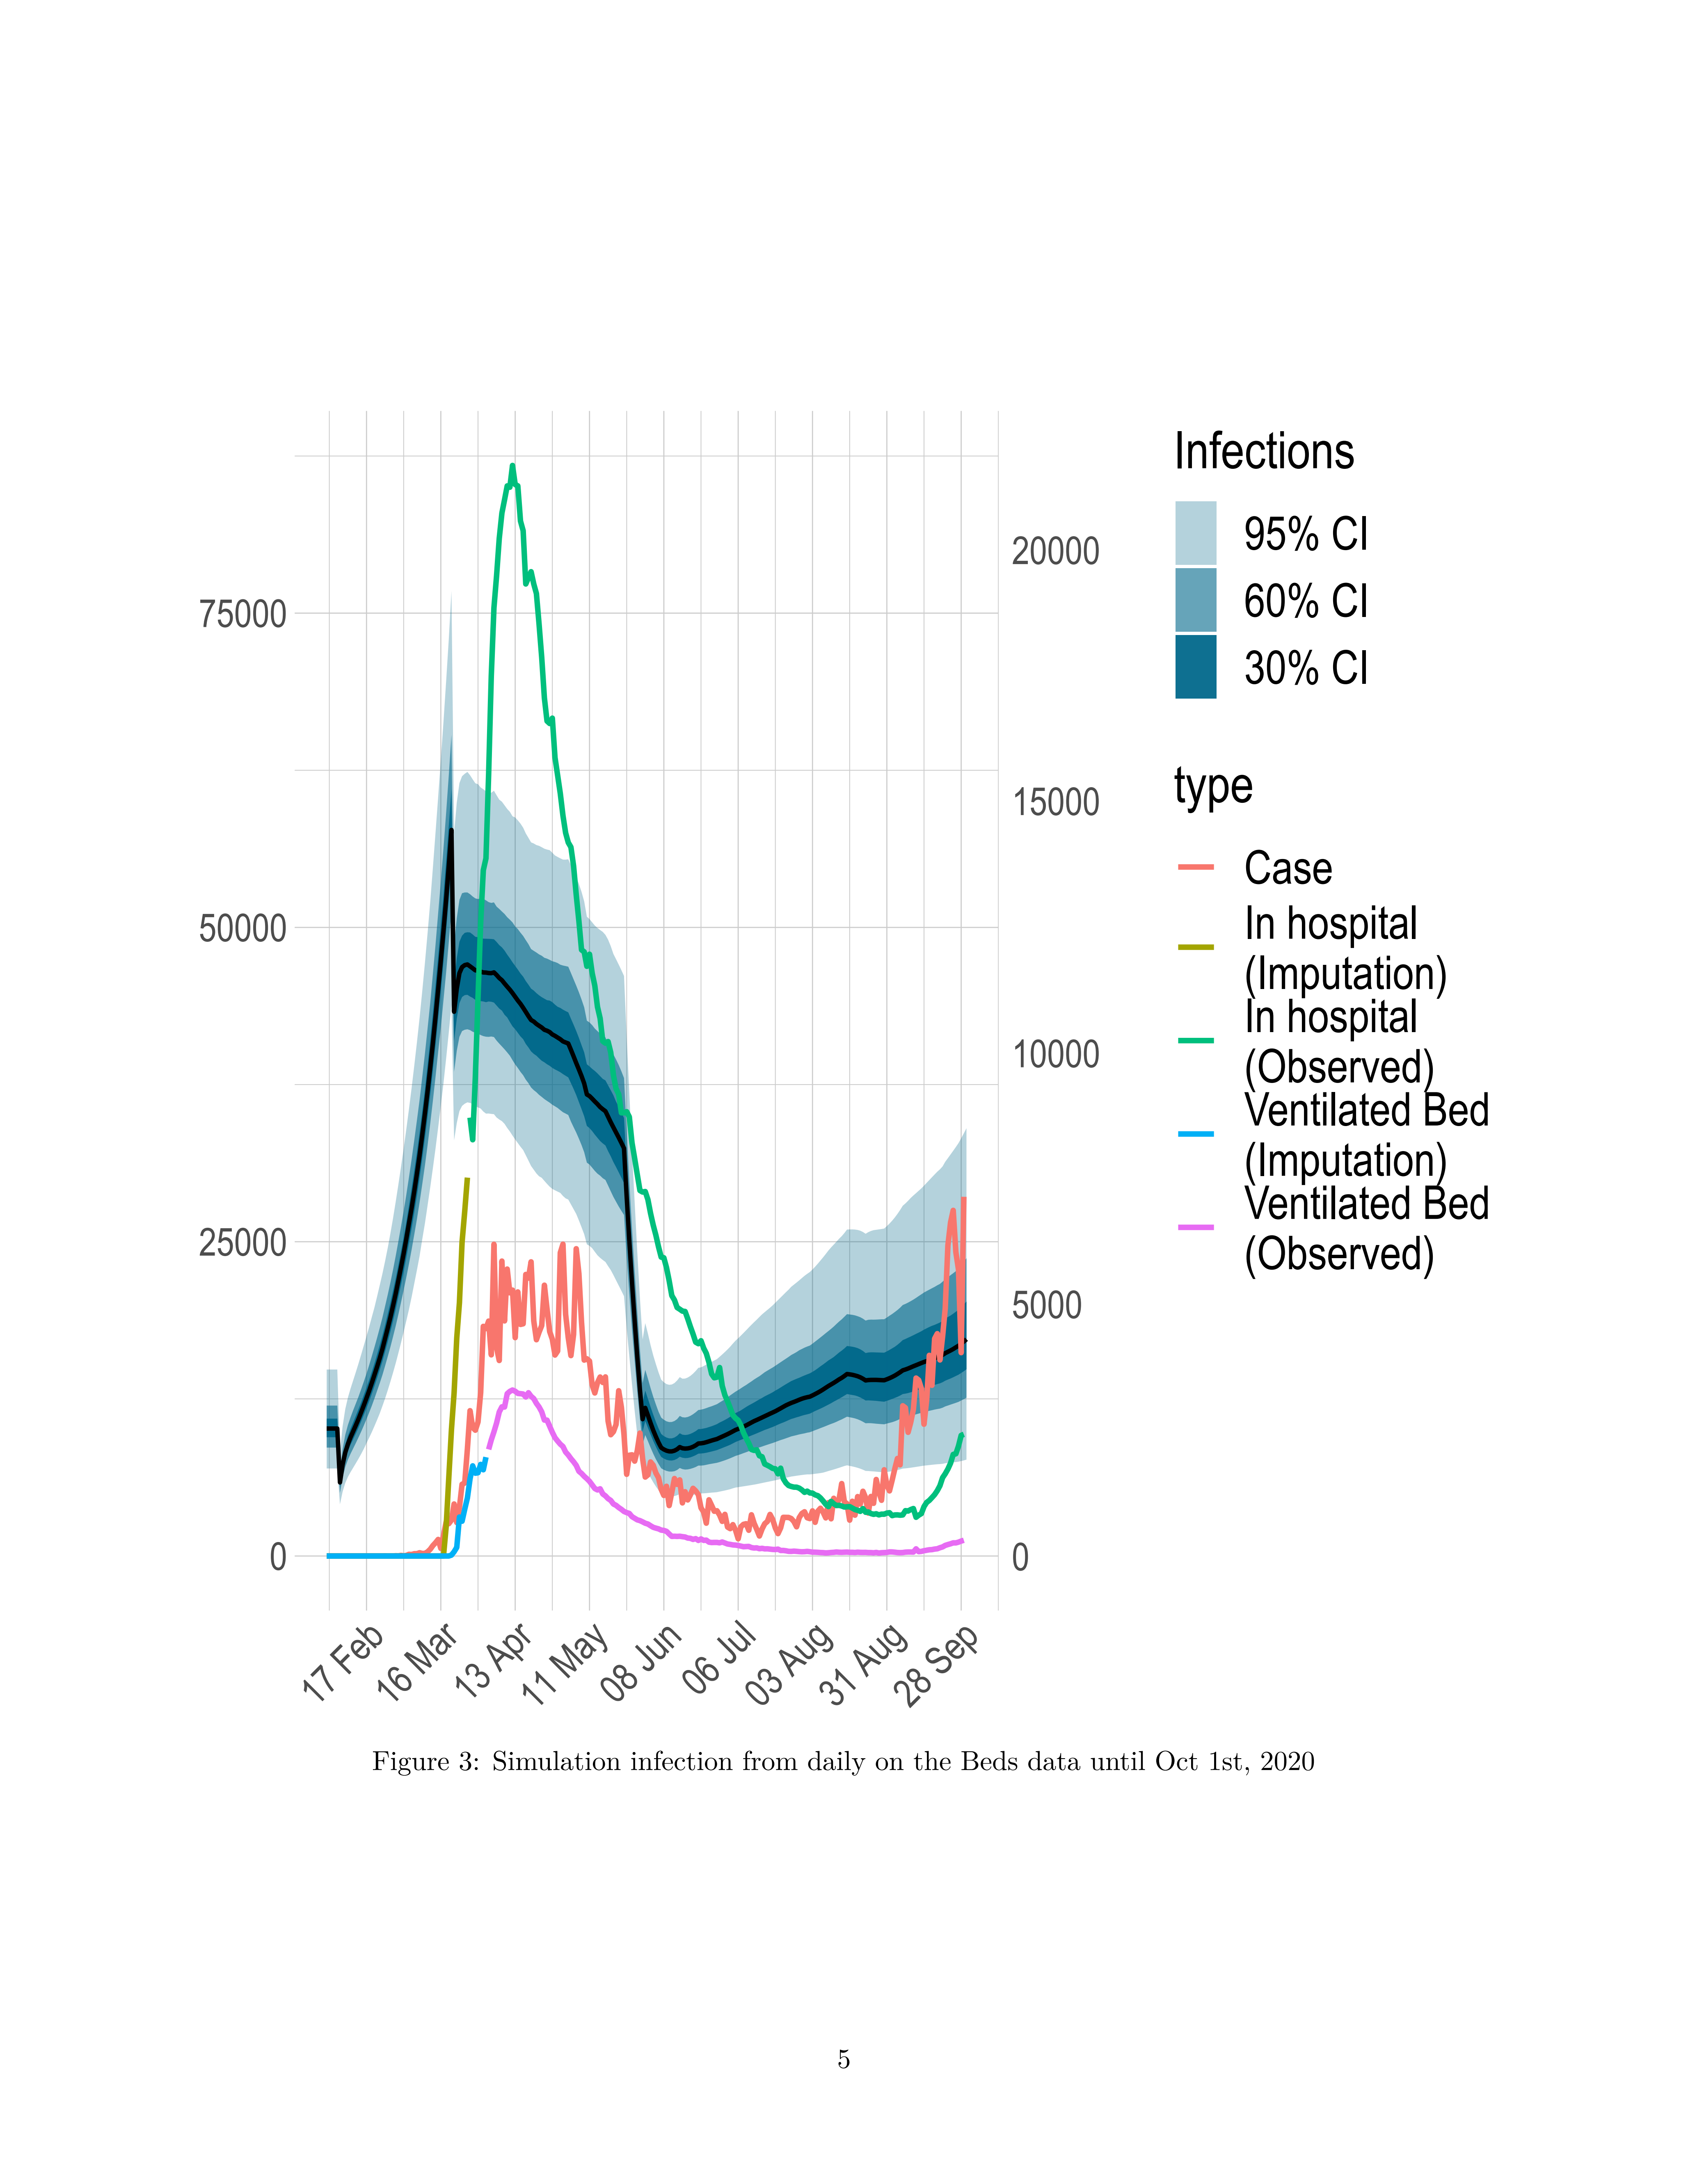 75000
50000
25000
0
20000
15000
10000
5000
0
17 Feb
16 Mar
13 Apr
11 May
08 Jun
06 Jul
03 Aug
31 Aug
28 Sep
Infections
95% CI
60% CI
30% CI
type
Case
In hospital
(Imputation)
In hospital
(Observed)
Ventilated Bed
(Imputation)
Ventilated Bed
(Observed)
Figure 3: Simulation infection from daily on the Beds data until Oct 1st, 2020
5